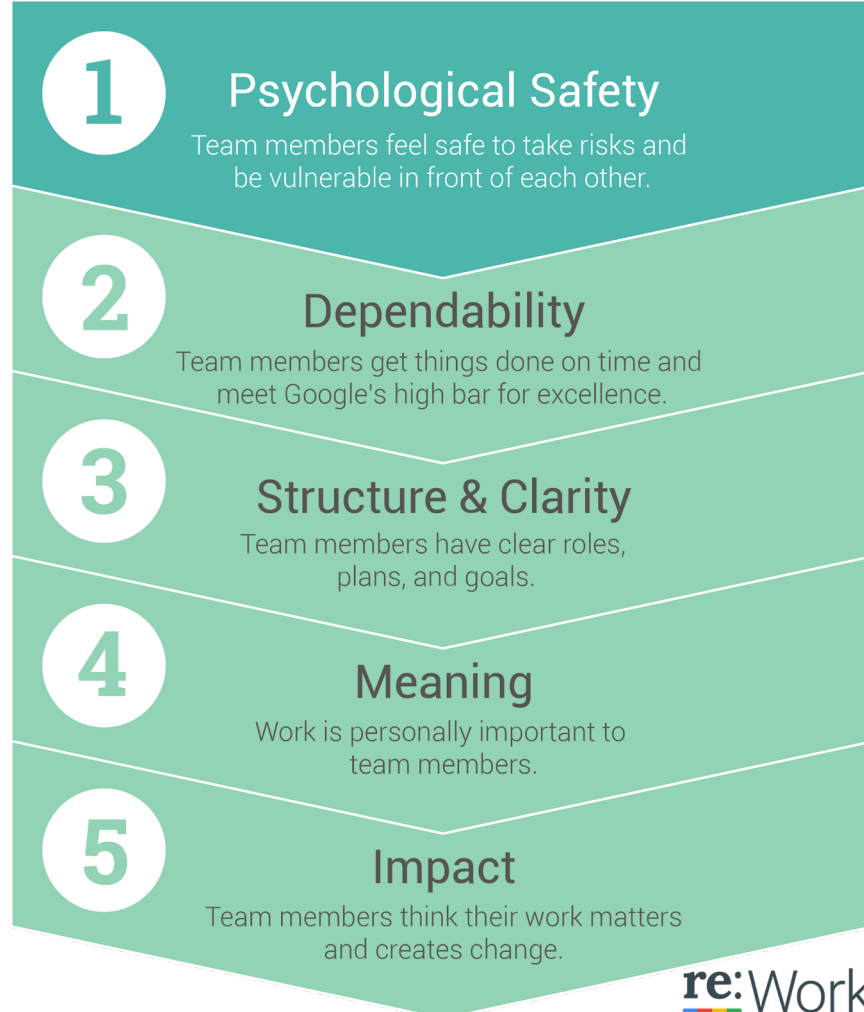 1
Psychological Safety
Team members feel safe to take risks and
be vulnerable in front of each other.
2
Dependability
Team members get things done on time and
meet Google's high bar for excellence.
3
Structure & Clarity
Team members have clear roles,
plans, and goals.
4
Meaning
Work is personally important to
team members.
5
Impact
Team members think their work matters
and creates change.
re:Work